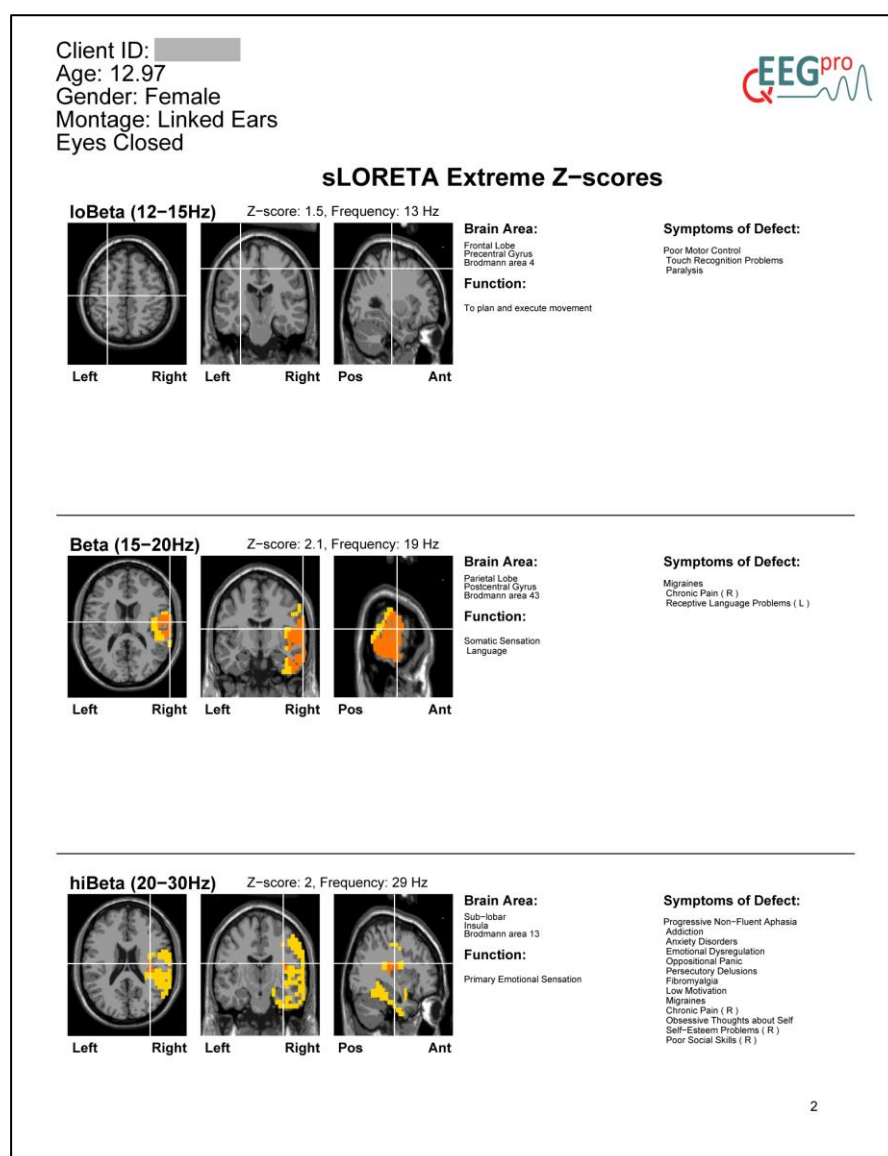 Client ID:
Age: 12.97
Gender: Female
Montage: Linked Ears
Eyes Closed
QEEGpro
sLORETA Extreme Z−scores
loBeta (12−15Hz)
Z−score: 1.5, Frequency: 13 Hz
Left Right
Left Right
Pos Ant
Brain Area:
Frontal Lobe
Precentral Gyrus
Brodmann area 4
Function:
To plan and execute movement
Symptoms of Defect:
Poor Motor Control
Touch Recognition Problems
Paralysis
Beta (15−20Hz)
Z−score: 2.1, Frequency: 19 Hz
Left Right
Left Right
Pos Ant
Brain Area:
Parietal Lobe
Postcentral Gyrus
Brodmann area 43
Function:
Somatic Sensation
Language
Symptoms of Defect:
Migraines
Chronic Pain ( R )
Receptive Language Problems ( L )
hiBeta (20−30Hz)
Z−score: 2, Frequency: 29 Hz
Left Right
Left Right
Pos Ant
Brain Area:
Sub−lobar
Insula
Brodmann area 13
Function:
Primary Emotional Sensation
Symptoms of Defect:
Progressive Non−Fluent Aphasia
Addiction
Anxiety Disorders
Emotional Dysregulation
Oppositional Panic
Persecutory Delusions
Fibromyalgia
Low Motivation
Migraines
Chronic Pain ( R )
Obsessive Thoughts about Self
Self−Esteem Problems ( R )
Poor Social Skills ( R )
2